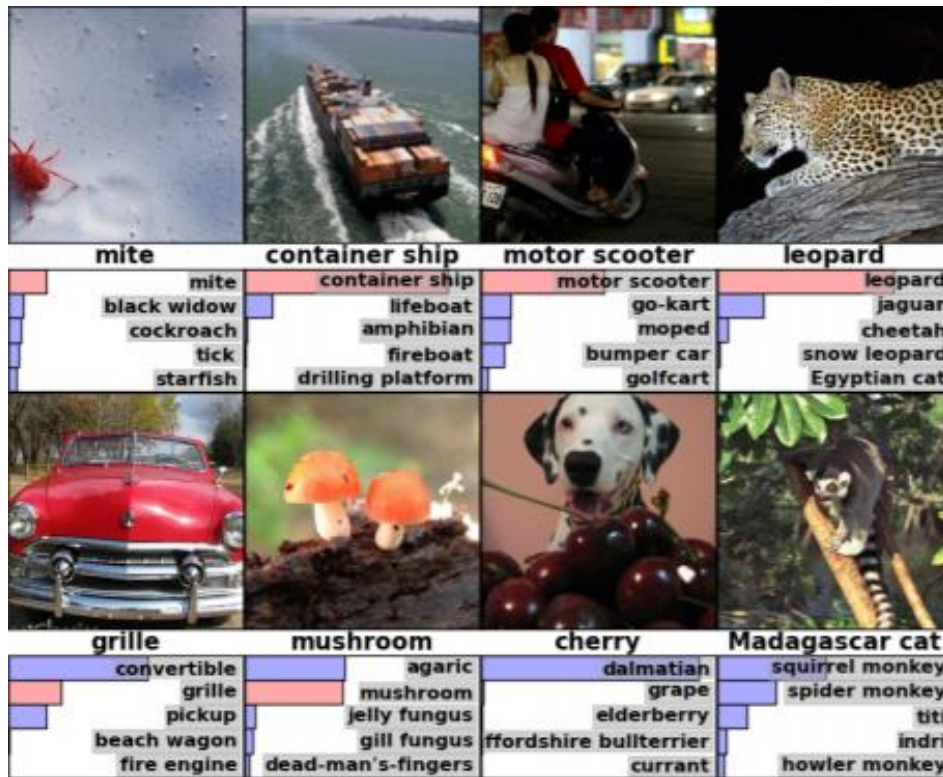 mite
container ship
motor scooter
leopard
mite
black widow
cockroach
tick
starfish
container ship
lifeboat
amphibian
fireboat
drilling platform
motor scooter
go-kart
moped
bumper car
golfcart
leopard
jaguar
cheetah
snow leopard
Egyptian cat
grille
mushroom
cherry
Madagascar cat
convertible
grille
pickup
beach wagon
fire engine
agaric
mushroom
jelly fungus
gill fungus
dead-man's-fingers
dalmatian
grape
elderberry
ffordshire bullterrier
currant
squirrel monkey
spider monkey
titi
indri
howler monkey